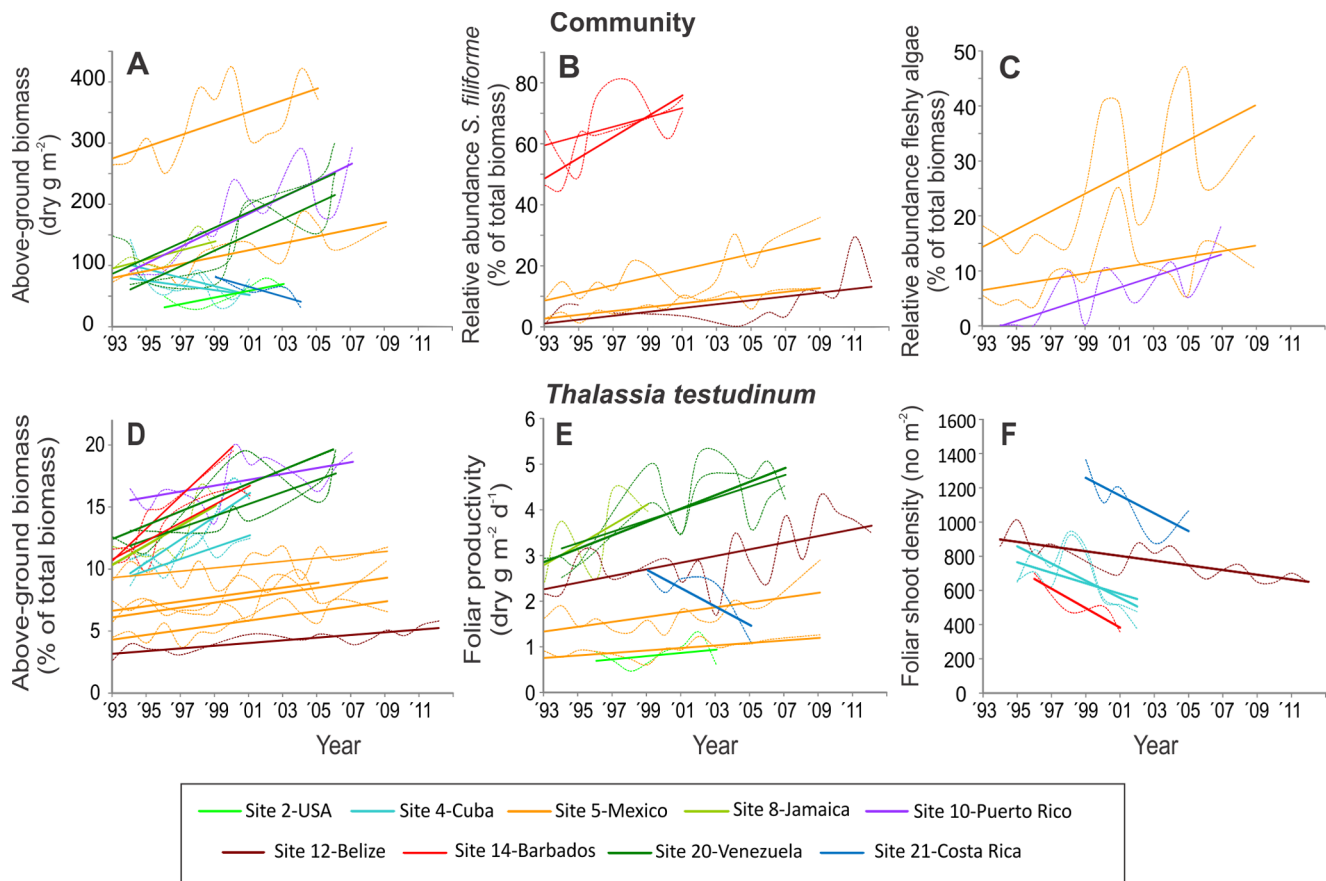 Community
A
Above-ground biomass
(dry g m-2)
400
300
200
100
0
'93 '95 '97 '99 '01 '03 '05 '07 '09 '11
B
Relative abundance S. filiforme
(% of total biomass)
80
60
40
20
0
'93 '95 '97 '99 '01 '03 '05 '07 '09 '11
C
Relative abundance fleshy algae
(% of total biomass)
50
40
30
20
10
0
'93 '95 '97 '99 '01 '03 '05 '07 '09 '11
Thalassia testudinum
D
Above-ground biomass
(% of total biomass)
20
15
10
5
0
'93 '95 '97 '99 '01 '03 '05 '07 '09 '11
Year
E
Foliar productivity
(dry g m-2 d-1)
6
5
4
3
2
1
0
'93 '95 '97 '99 '01 '03 '05 '07 '09 '11
Year
F
Foliar shoot density (no m-2)
1600
1400
1200
1000
800
600
400
200
0
'93 '95 '97 '99 '01 '03 '05 '07 '09 '11
Year
Site 2-USA Site 4-Cuba Site 5-Mexico Site 8-Jamaica Site 10-Puerto Rico
Site 12-Belize Site 14-Barbados Site 20-Venezuela Site 21-Costa Rica